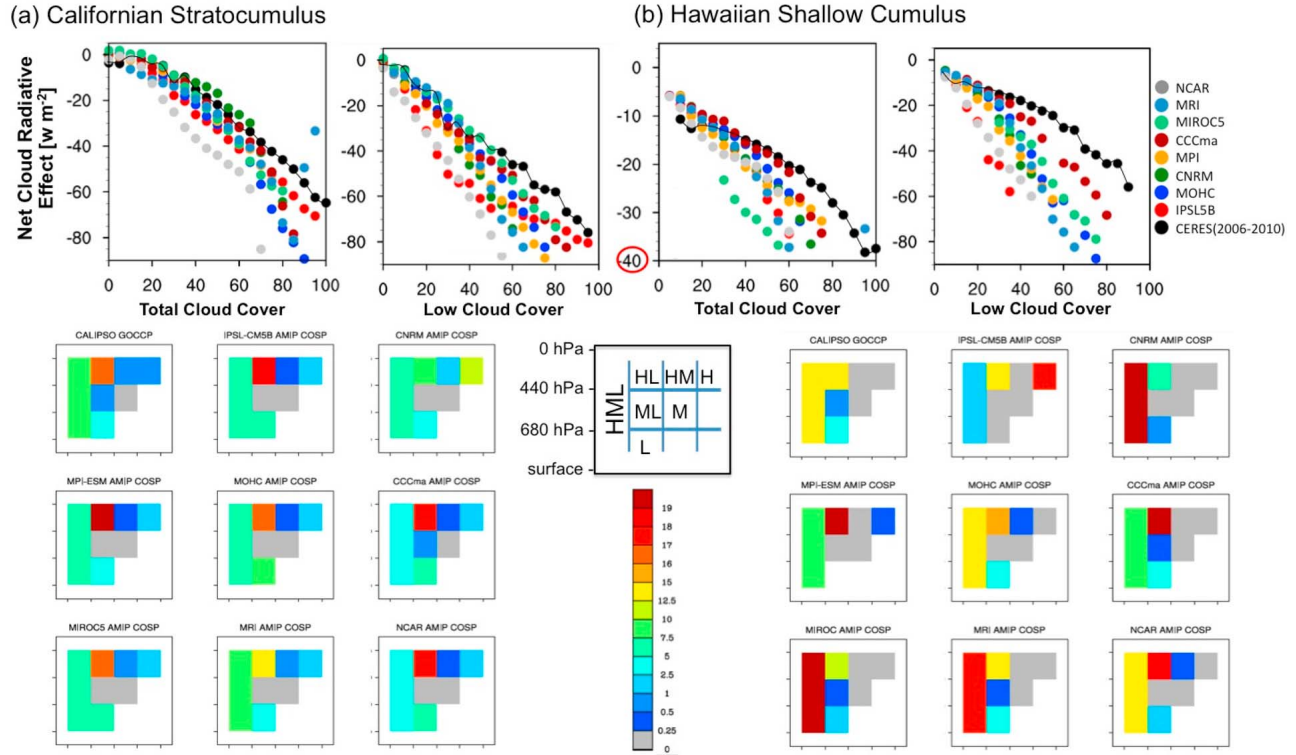 (a) Californian Stratocumulus
(b) Hawaiian Shallow Cumulus
Net Cloud Radiative
Effect [w m-2]
0
-20
-40
-60
-80
0 20 40 60 80 100
Total Cloud Cover
0
-20
-40
-60
-80
0 20 40 60 80 100
Low Cloud Cover
0
-10
-20
-30
-40
0 20 40 60 80 100
Total Cloud Cover
0
-20
-40
-60
-80
0 20 40 60 80 100
Low Cloud Cover
NCAR
MRI
MIROC5
CCCma
MPI
CNRM
MOHC
IPSL5B
CERES(2006-2010)
CALIPSO GOCCP
IPSL-CM5B AMIP COSP
CNRM AMIP COSP
MPI-ESM AMIP COSP
MOHC AMIP COSP
CCCma AMIP COSP
MIROC5 AMIP COSP
MRI AMIP COSP
NCAR AMIP COSP
0 hPa
440 hPa
680 hPa
surface
HML
HL HM H
ML M
L
19
18
17
16
15
12.5
10
7.5
5
2.5
1
0.5
0.25
0
CALIPSO GOCCP
IPSL-CM5B AMIP COSP
CNRM AMIP COSP
MPI-ESM AMIP COSP
MOHC AMIP COSP
CCCma AMIP COSP
MIROC AMIP COSP
MRI AMIP COSP
NCAR AMIP COSP